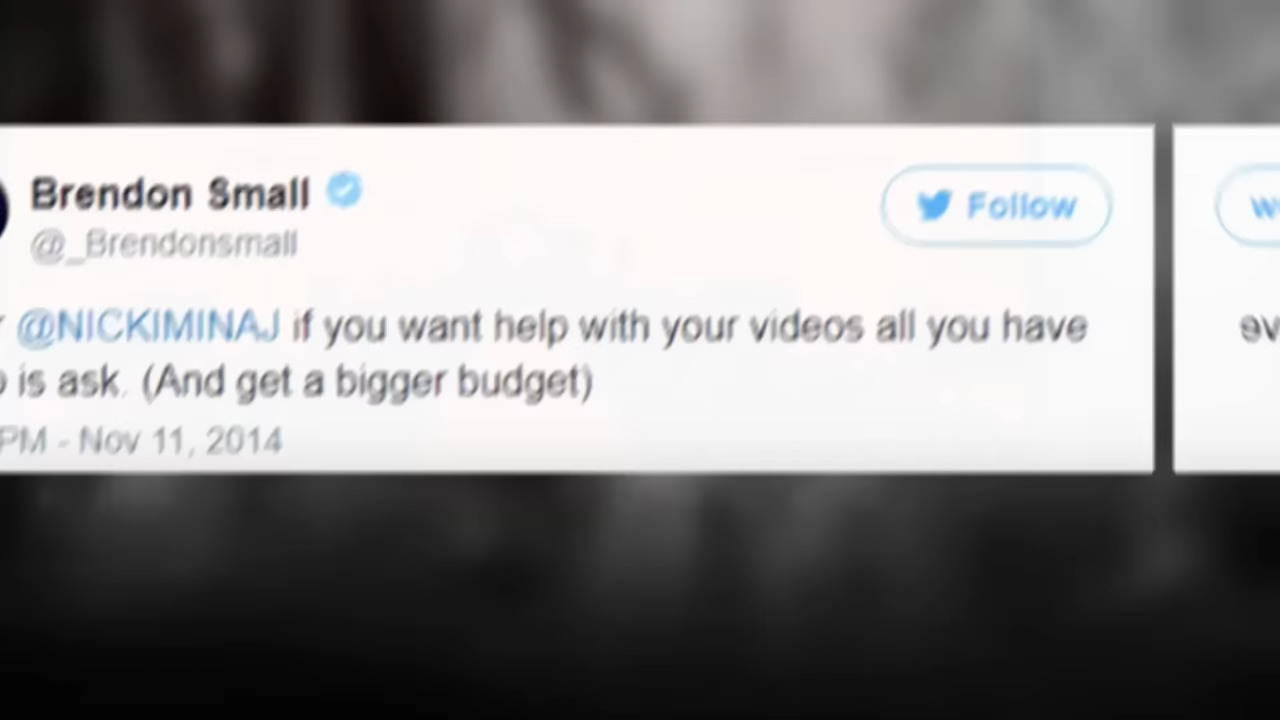 Brendon Small
@_Brendonsmall
Follow
@NICKIMINAJ if you want help with your videos all you have
is ask. (And get a bigger budget)
PM - Nov 11, 2014